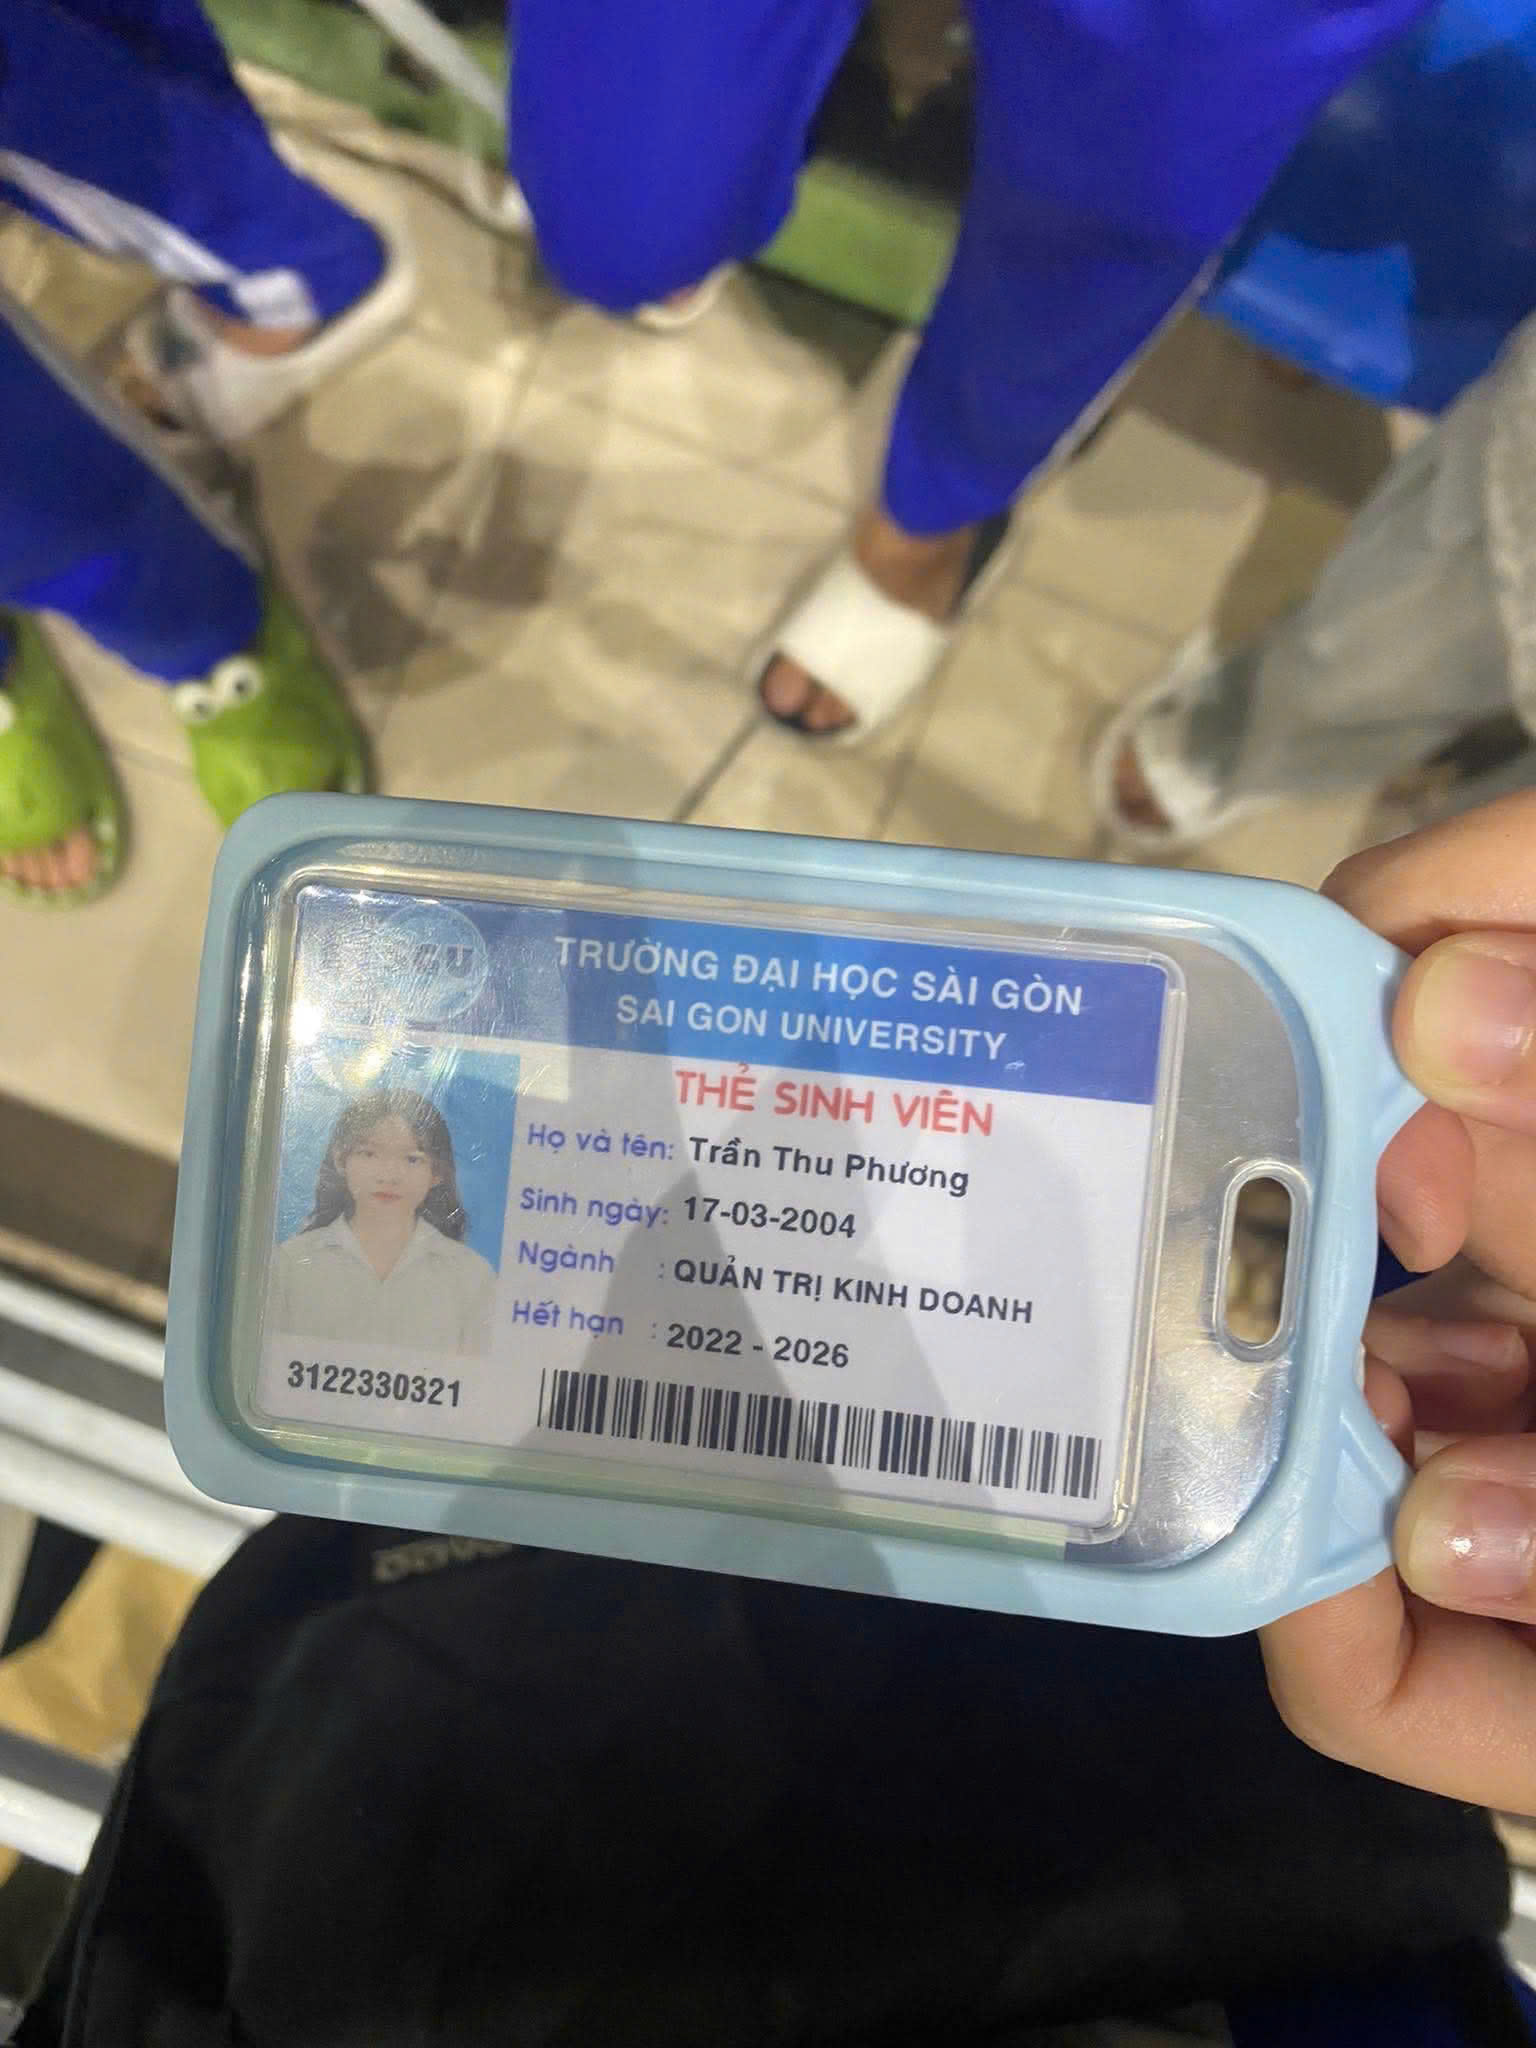 SGU
TRƯỜNG ĐẠI HỌC SÀI GÒN
SAI GON UNIVERSITY
THẺ SINH VIÊN
Họ và tên: Trần Thu Phương
Sinh ngày: 17-03-2004
Ngành : QUẢN TRỊ KINH DOANH
Hết hạn : 2022 - 2026
3122330321